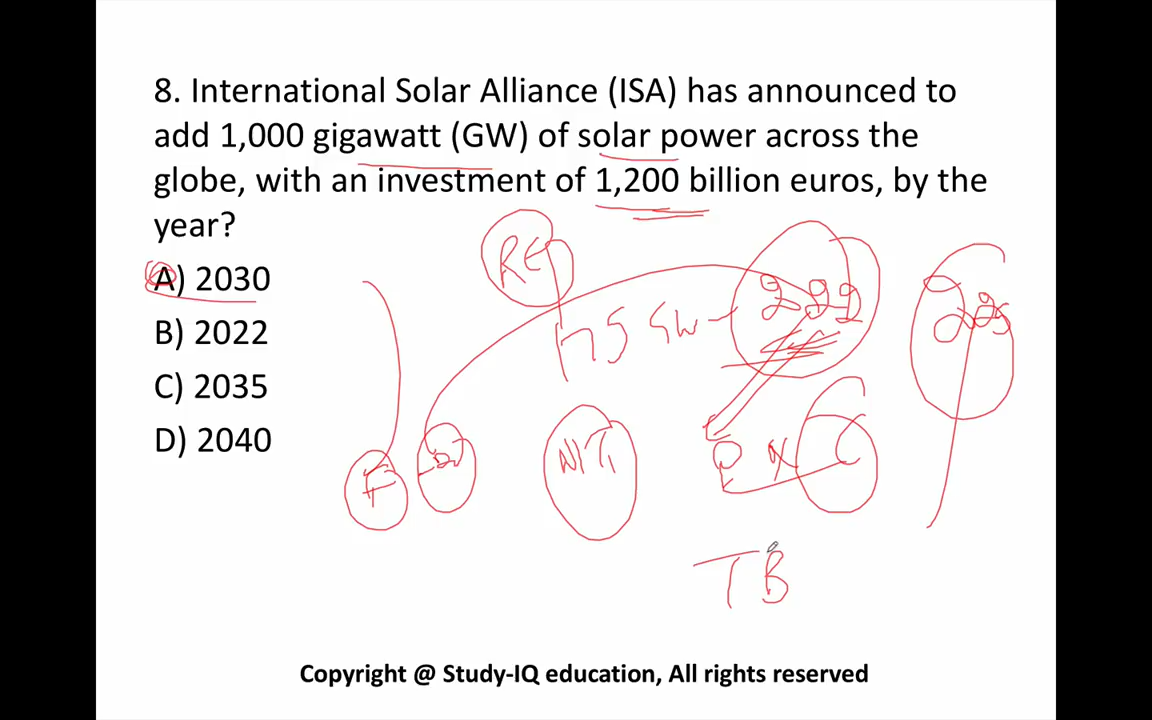 8. International Solar Alliance (ISA) has announced to
add 1,000 gigawatt (GW) of solar power across the
globe, with an investment of 1,200 billion euros, by the
year?
A) 2030
B) 2022
C) 2035
D) 2040
RE
175 GW
NT
TB
Copyright @ Study-IQ education, All rights reserved